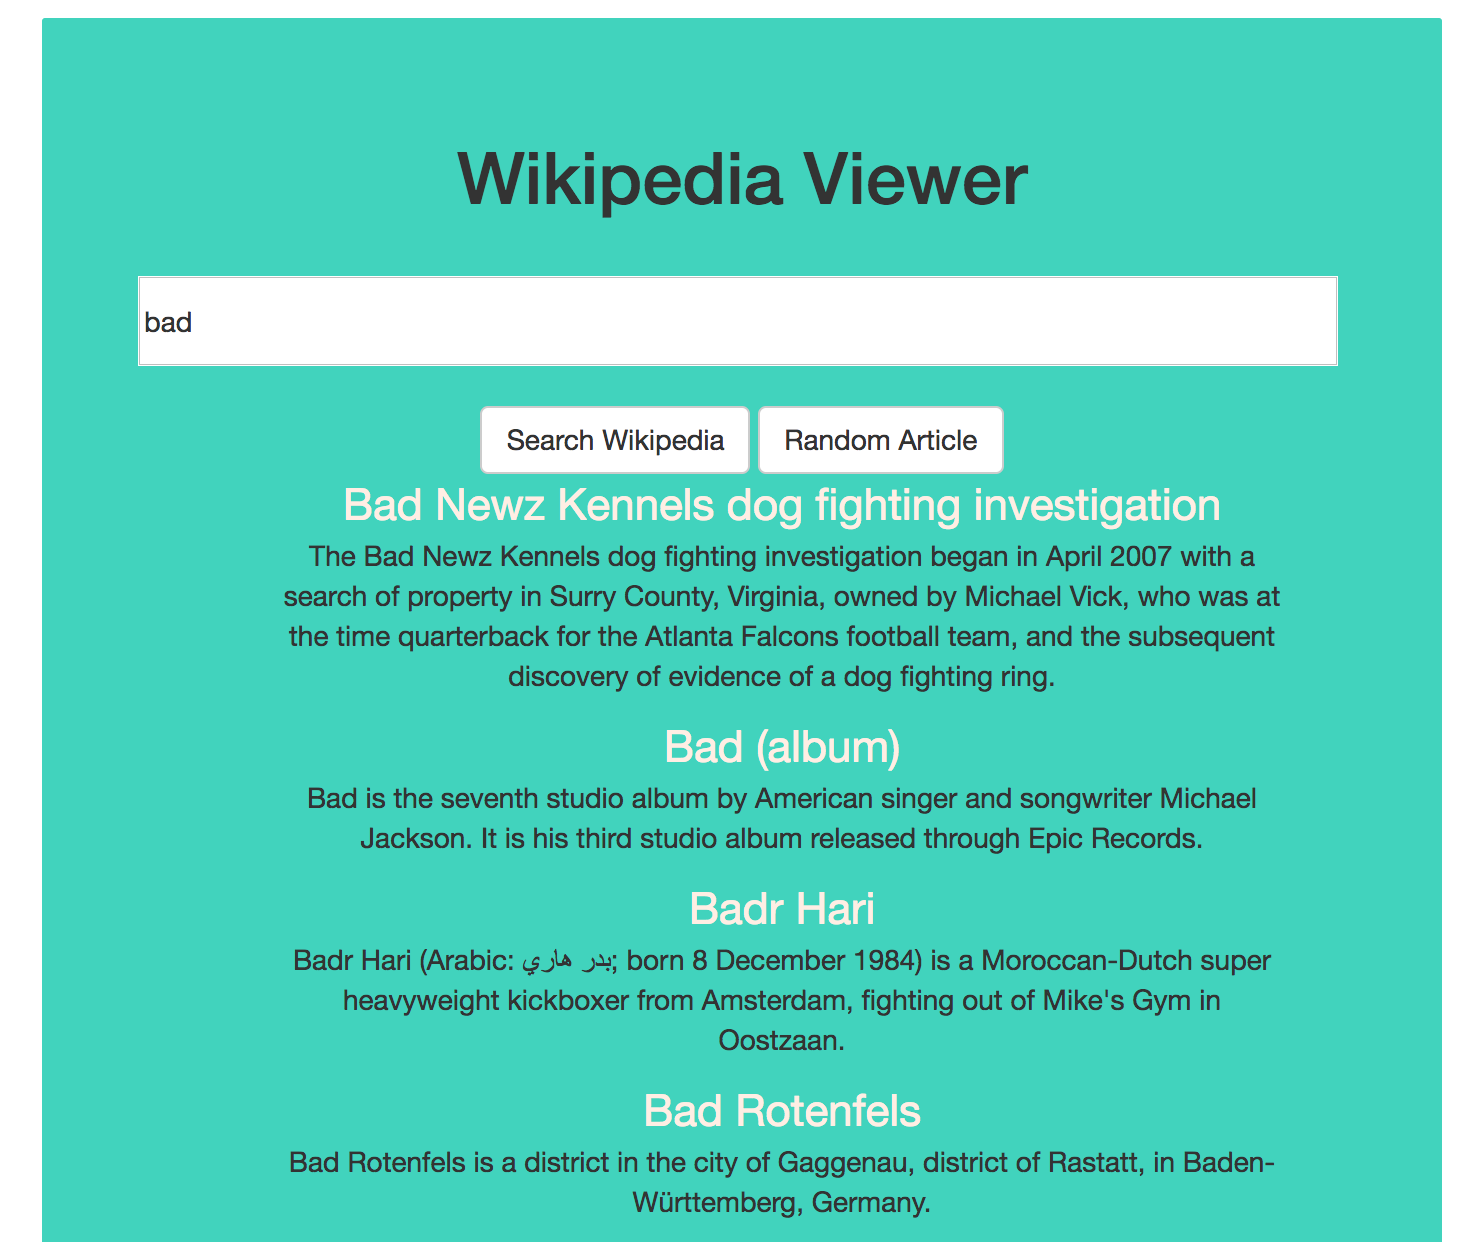 Wikipedia Viewer
bad
Search Wikipedia
Random Article
Bad Newz Kennels dog fighting investigation
The Bad Newz Kennels dog fighting investigation began in April 2007 with a
search of property in Surry County, Virginia, owned by Michael Vick, who was at
the time quarterback for the Atlanta Falcons football team, and the subsequent
discovery of evidence of a dog fighting ring.
Bad (album)
Bad is the seventh studio album by American singer and songwriter Michael
Jackson. It is his third studio album released through Epic Records.
Badr Hari
Badr Hari (Arabic: بدر هاري; born 8 December 1984) is a Moroccan-Dutch super
heavyweight kickboxer from Amsterdam, fighting out of Mike's Gym in
Oostzaan.
Bad Rotenfels
Bad Rotenfels is a district in the city of Gaggenau, district of Rastatt, in Baden-
Württemberg, Germany.